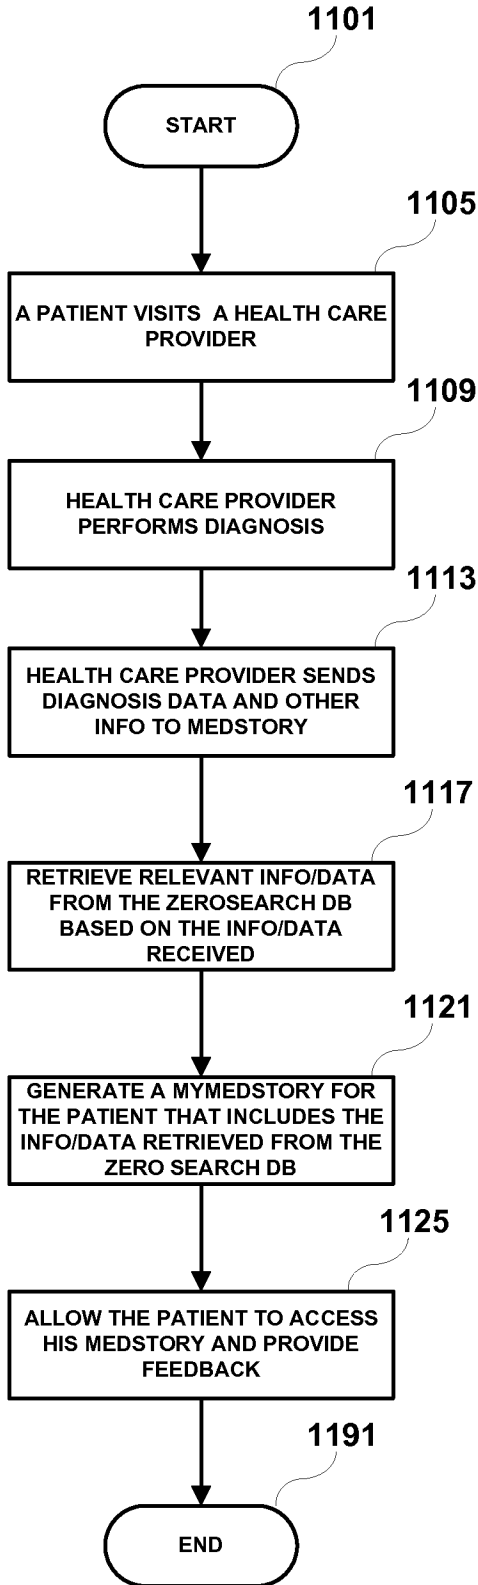 1101
START
1105
A PATIENT VISITS  A HEALTH CARE
PROVIDER
1109
HEALTH CARE PROVIDER
PERFORMS DIAGNOSIS
1113
HEALTH CARE PROVIDER SENDS
DIAGNOSIS DATA AND OTHER
INFO TO MEDSTORY
1117
RETRIEVE RELEVANT INFO/DATA
FROM THE ZEROSEARCH DB
BASED ON THE INFO/DATA
RECEIVED
1121
GENERATE A MYMEDSTORY FOR
THE PATIENT THAT INCLUDES THE
INFO/DATA RETRIEVED FROM THE
ZERO SEARCH DB
1125
ALLOW THE PATIENT TO ACCESS
HIS MEDSTORY AND PROVIDE
FEEDBACK
1191
END